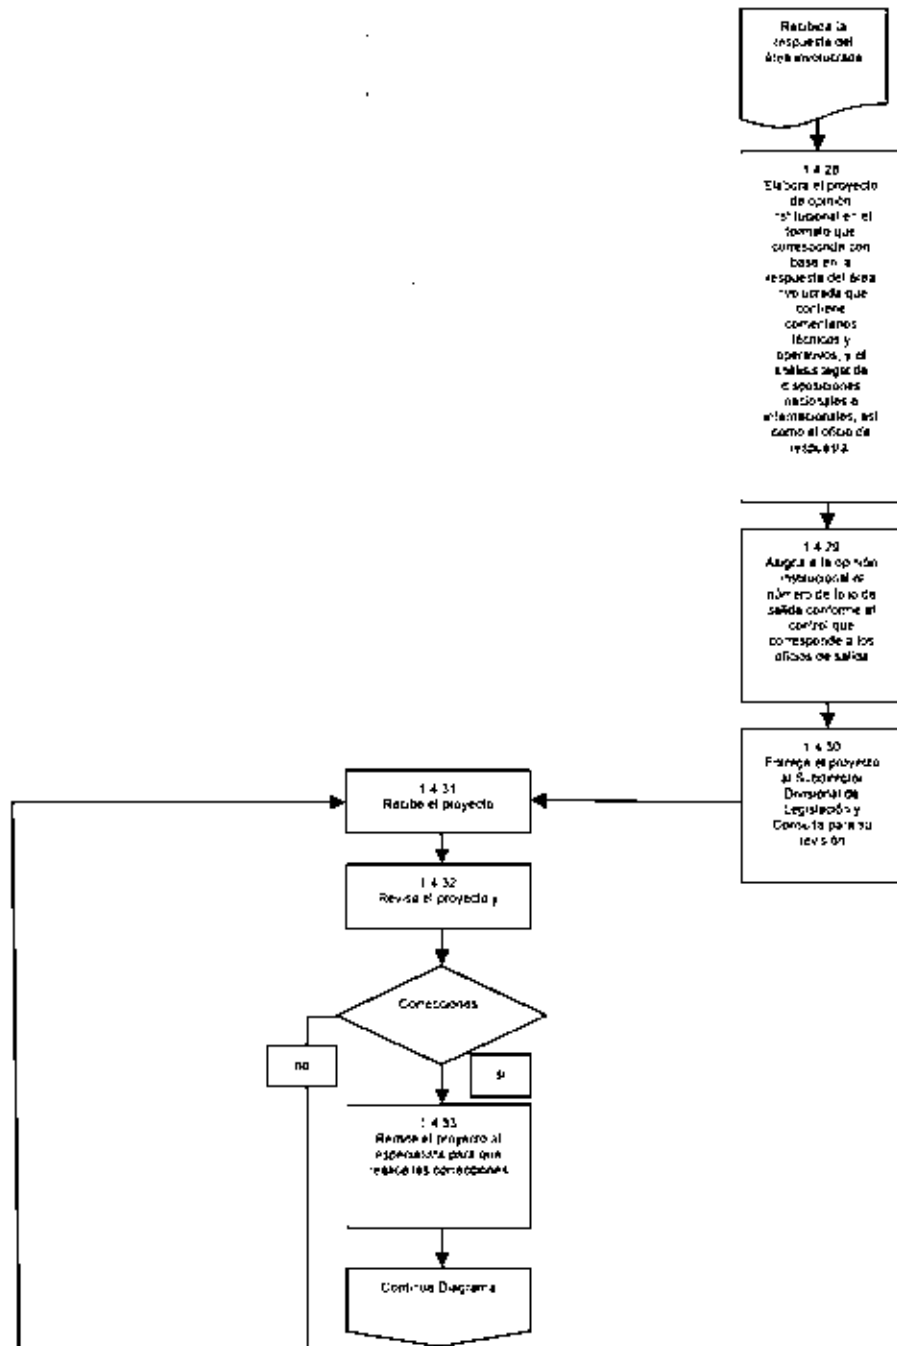 Recibida la
respuesta del
área involucrada
1.4.28
Elabora el proyecto
de opinión
institucional en el
formato que
corresponda con
base en la
respuesta del área
involucrada que
contiene
comentarios
técnicos y
operativos, y el
análisis legal de
disposiciones
nacionales e
internacionales, así
como el oficio de
respuesta
1.4.29
Asigna a la opinión
institucional el
número de folio de
salida conforme al
control que
corresponde a los
oficios de salida
1.4.30
Entrega el proyecto
al Subdirector
Divisional de
Legislación y
Consulta para su
revisión
1.4.31
Recibe el proyecto
1.4.32
Revisa el proyecto y
Correcciones
no
si
1.4.33
Remite el proyecto al
especialista para que
realice las correcciones
Continua Diagrama